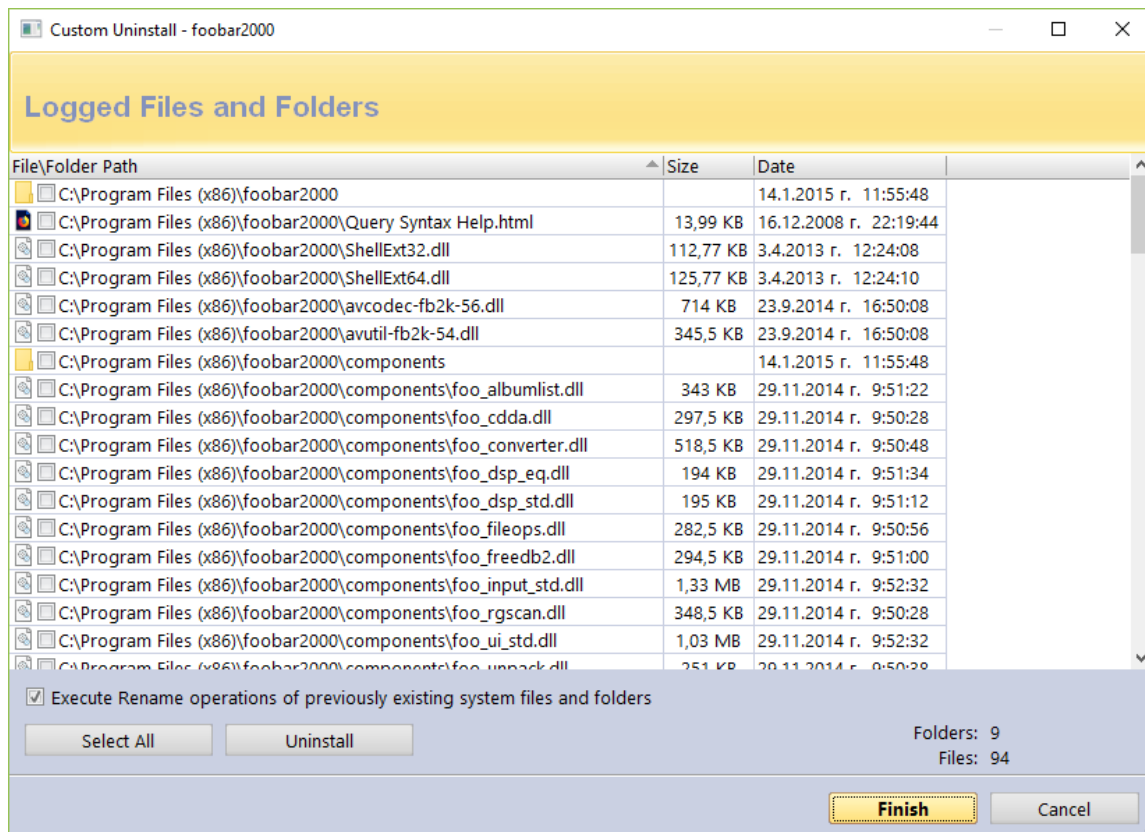 Custom Uninstall - foobar2000
Logged Files and Folders
File\Folder Path Size Date
C:\Program Files (x86)\foobar2000 14.1.2015 г. 11:55:48
C:\Program Files (x86)\foobar2000\Query Syntax Help.html 13,99 KB 16.12.2008 г. 22:19:44
C:\Program Files (x86)\foobar2000\ShellExt32.dll 112,77 KB 3.4.2013 г. 12:24:08
C:\Program Files (x86)\foobar2000\ShellExt64.dll 125,77 KB 3.4.2013 г. 12:24:10
C:\Program Files (x86)\foobar2000\avcodec-fb2k-56.dll 714 KB 23.9.2014 г. 16:50:08
C:\Program Files (x86)\foobar2000\avutil-fb2k-54.dll 345,5 KB 23.9.2014 г. 16:50:08
C:\Program Files (x86)\foobar2000\components 14.1.2015 г. 11:55:48
C:\Program Files (x86)\foobar2000\components\foo_albumlist.dll 343 KB 29.11.2014 г. 9:51:22
C:\Program Files (x86)\foobar2000\components\foo_cdda.dll 297,5 KB 29.11.2014 г. 9:50:28
C:\Program Files (x86)\foobar2000\components\foo_converter.dll 518,5 KB 29.11.2014 г. 9:50:48
C:\Program Files (x86)\foobar2000\components\foo_dsp_eq.dll 194 KB 29.11.2014 г. 9:51:34
C:\Program Files (x86)\foobar2000\components\foo_dsp_std.dll 195 KB 29.11.2014 г. 9:51:12
C:\Program Files (x86)\foobar2000\components\foo_fileops.dll 282,5 KB 29.11.2014 г. 9:50:56
C:\Program Files (x86)\foobar2000\components\foo_freedb2.dll 294,5 KB 29.11.2014 г. 9:51:00
C:\Program Files (x86)\foobar2000\components\foo_input_std.dll 1,33 MB 29.11.2014 г. 9:52:32
C:\Program Files (x86)\foobar2000\components\foo_rgscan.dll 348,5 KB 29.11.2014 г. 9:50:28
C:\Program Files (x86)\foobar2000\components\foo_ui_std.dll 1,03 MB 29.11.2014 г. 9:52:32
C:\Program Files (x86)\foobar2000\components\foo_unpack.dll 251 KB 29.11.2014 г. 9:50:38
Execute Rename operations of previously existing system files and folders
Select All Uninstall Folders: 9
Files: 94
Finish Cancel